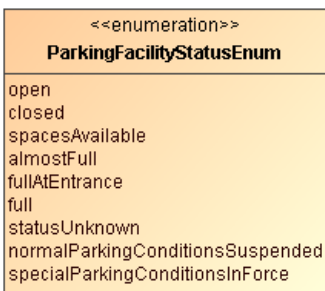 <<enumeration>>
ParkingFacilityStatusEnum
open
closed
spacesAvailable
almostFull
fullAtEntrance
full
statusUnknown
normalParkingConditionsSuspended
specialParkingConditionsInForce